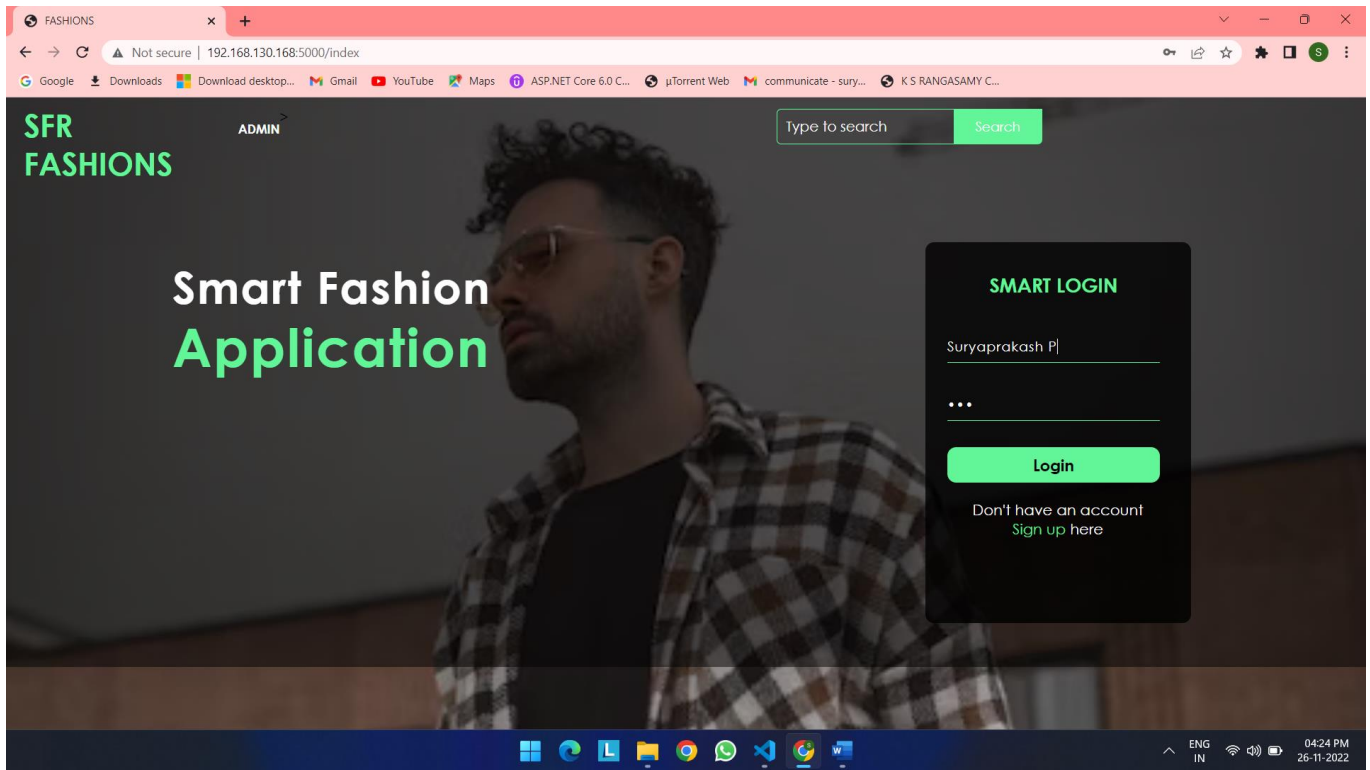 FASHIONS
Not secure | 192.168.130.168:5000/index
Google Downloads Download desktop... Gmail YouTube Maps ASP.NET Core 6.0 C... µTorrent Web communicate - sury... K S RANGASAMY C...
SFR
FASHIONS
ADMIN
>
Type to search Search
Smart Fashion
Application
SMART LOGIN
Suryaprakash P
•••
Login
Don't have an account
Sign up here
ENG
IN
04:24 PM
26-11-2022